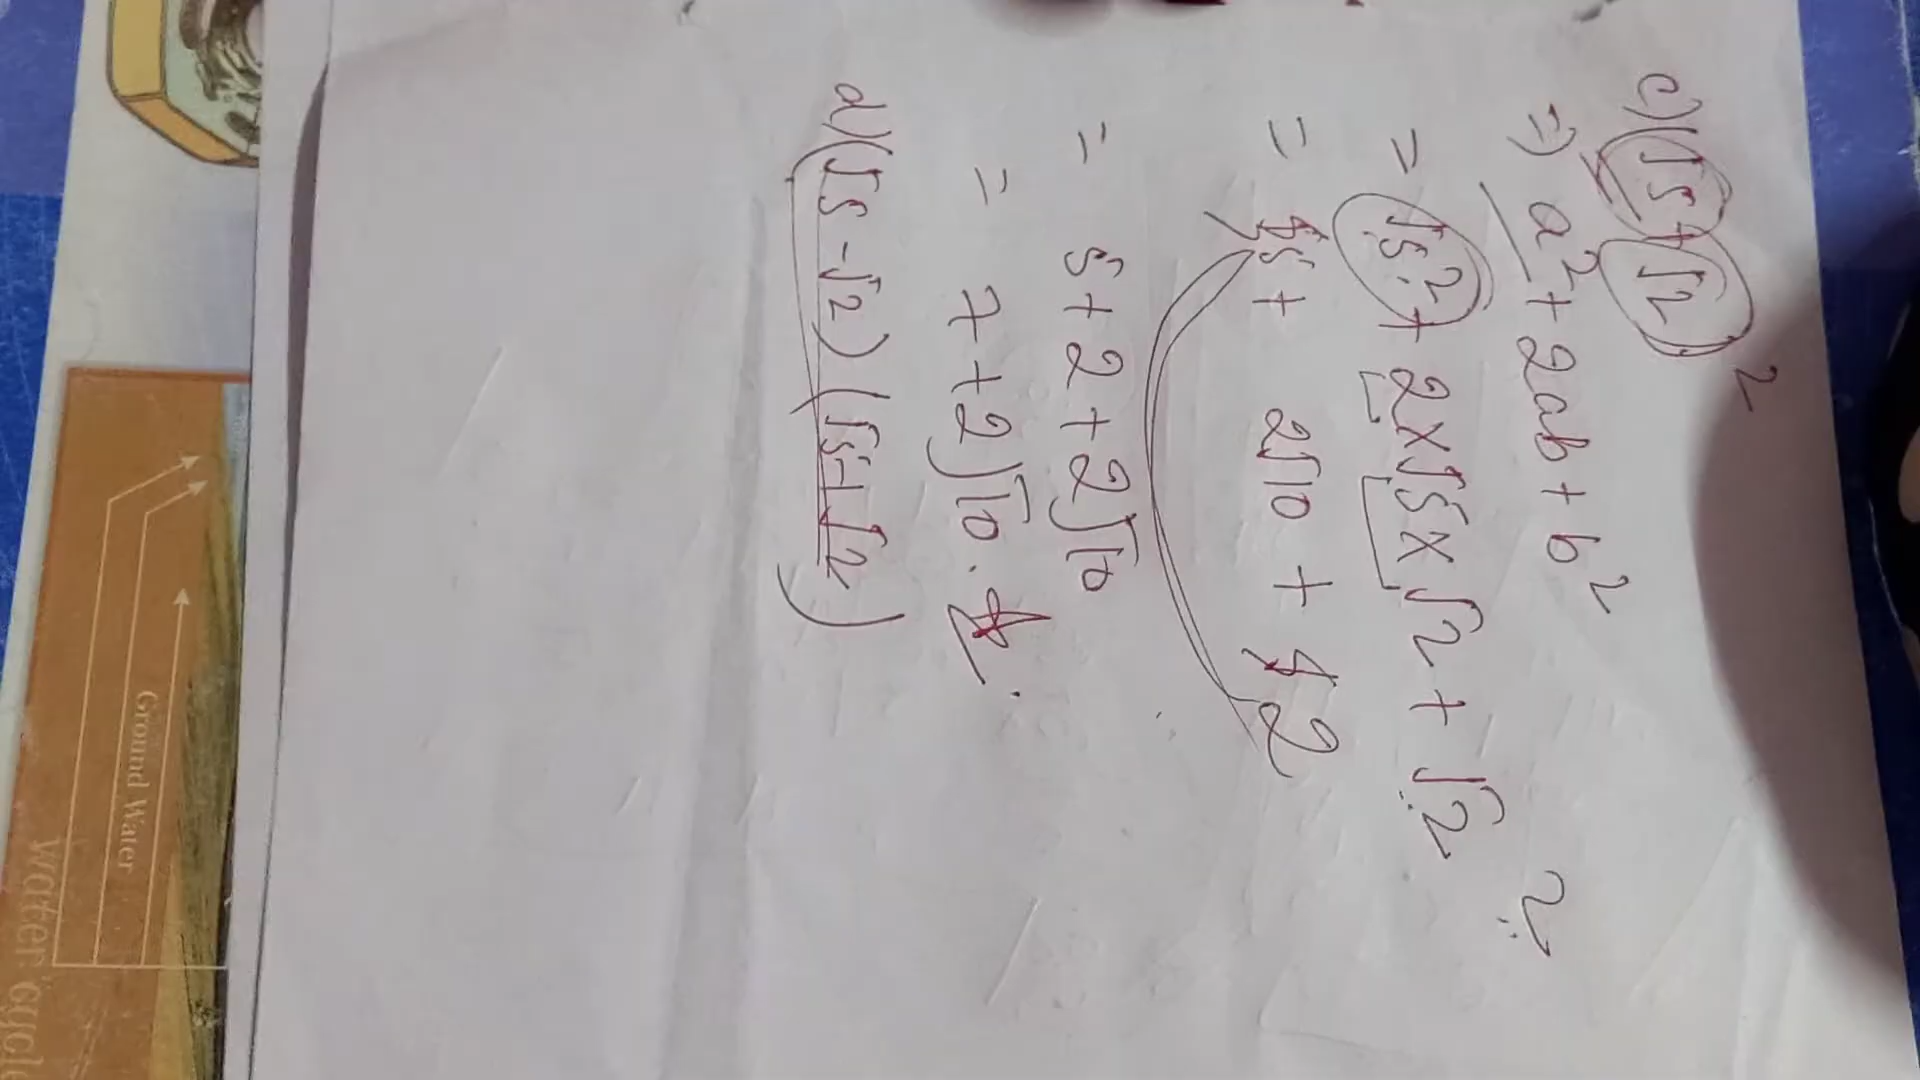 c) (√5+√2)²
=) a² + 2ab + b²
= √5² + 2×√5×√2 + √2²
= 5 + 2√10 + 2
= 5 + 2 + 2√10
= 7 + 2√10.
d) (√5 - √2) (√5 + √2)
Ground Water
Water cycle